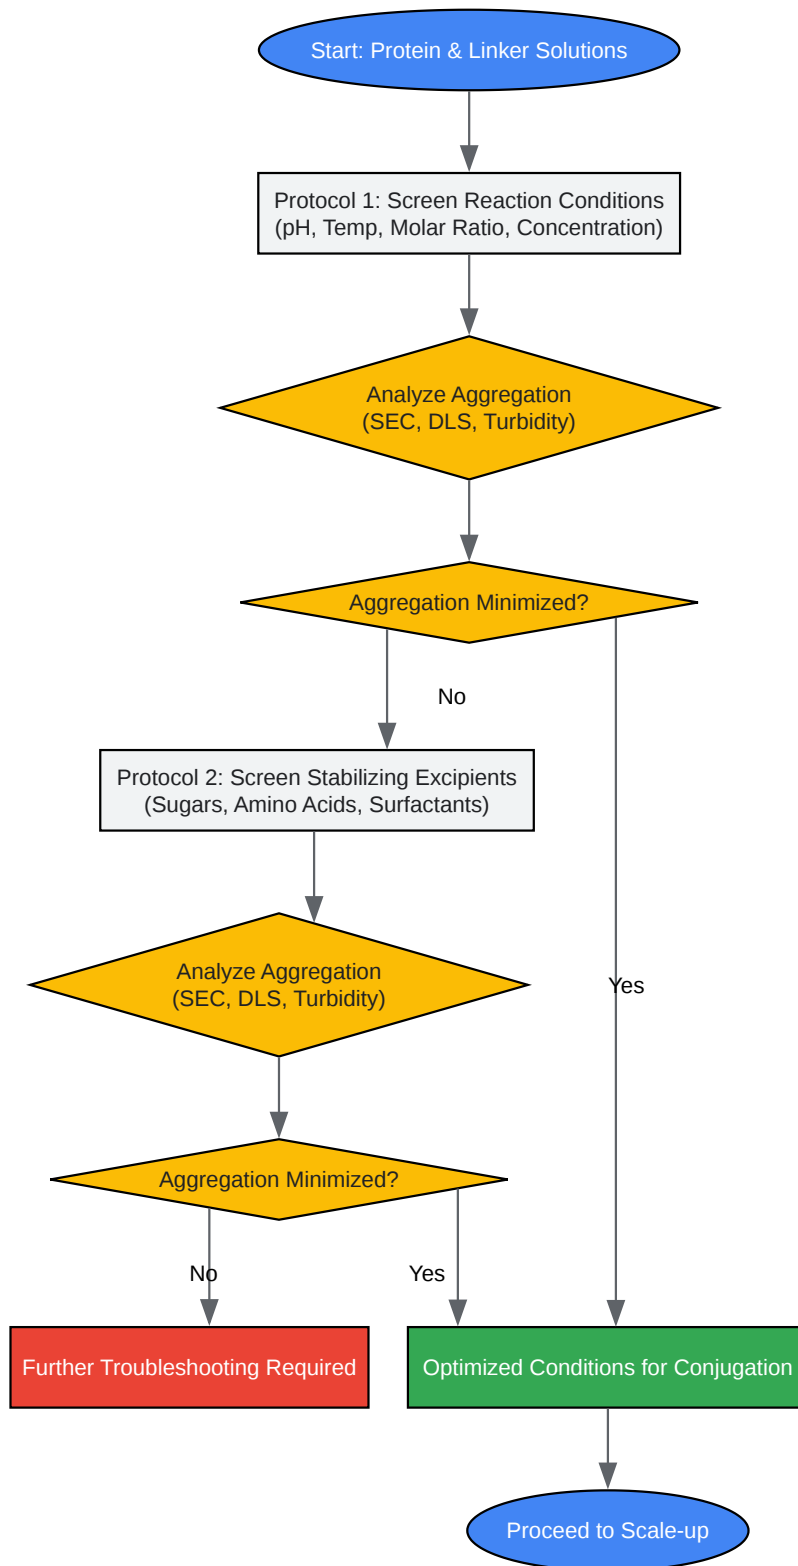 Start: Protein & Linker Solutions
Protocol 1: Screen Reaction Conditions
(pH, Temp, Molar Ratio, Concentration)
Analyze Aggregation
(SEC, DLS, Turbidity)
Aggregation Minimized?
No
Protocol 2: Screen Stabilizing Excipients
(Sugars, Amino Acids, Surfactants)
Analyze Aggregation
(SEC, DLS, Turbidity)
Yes
Aggregation Minimized?
No
Yes
Further Troubleshooting Required
Optimized Conditions for Conjugation
Proceed to Scale-up